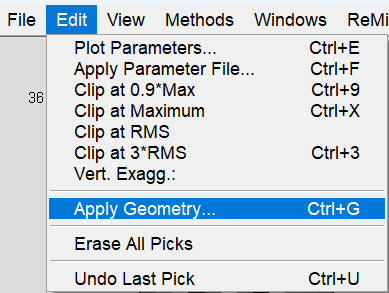 File Edit View Methods Windows ReMi
Plot Parameters... Ctrl+E
Apply Parameter File... Ctrl+F
36 Clip at 0.9*Max Ctrl+9
Clip at Maximum Ctrl+X
Clip at RMS
Clip at 3*RMS Ctrl+3
Vert. Exagg.:
Apply Geometry... Ctrl+G
Erase All Picks
Undo Last Pick Ctrl+U